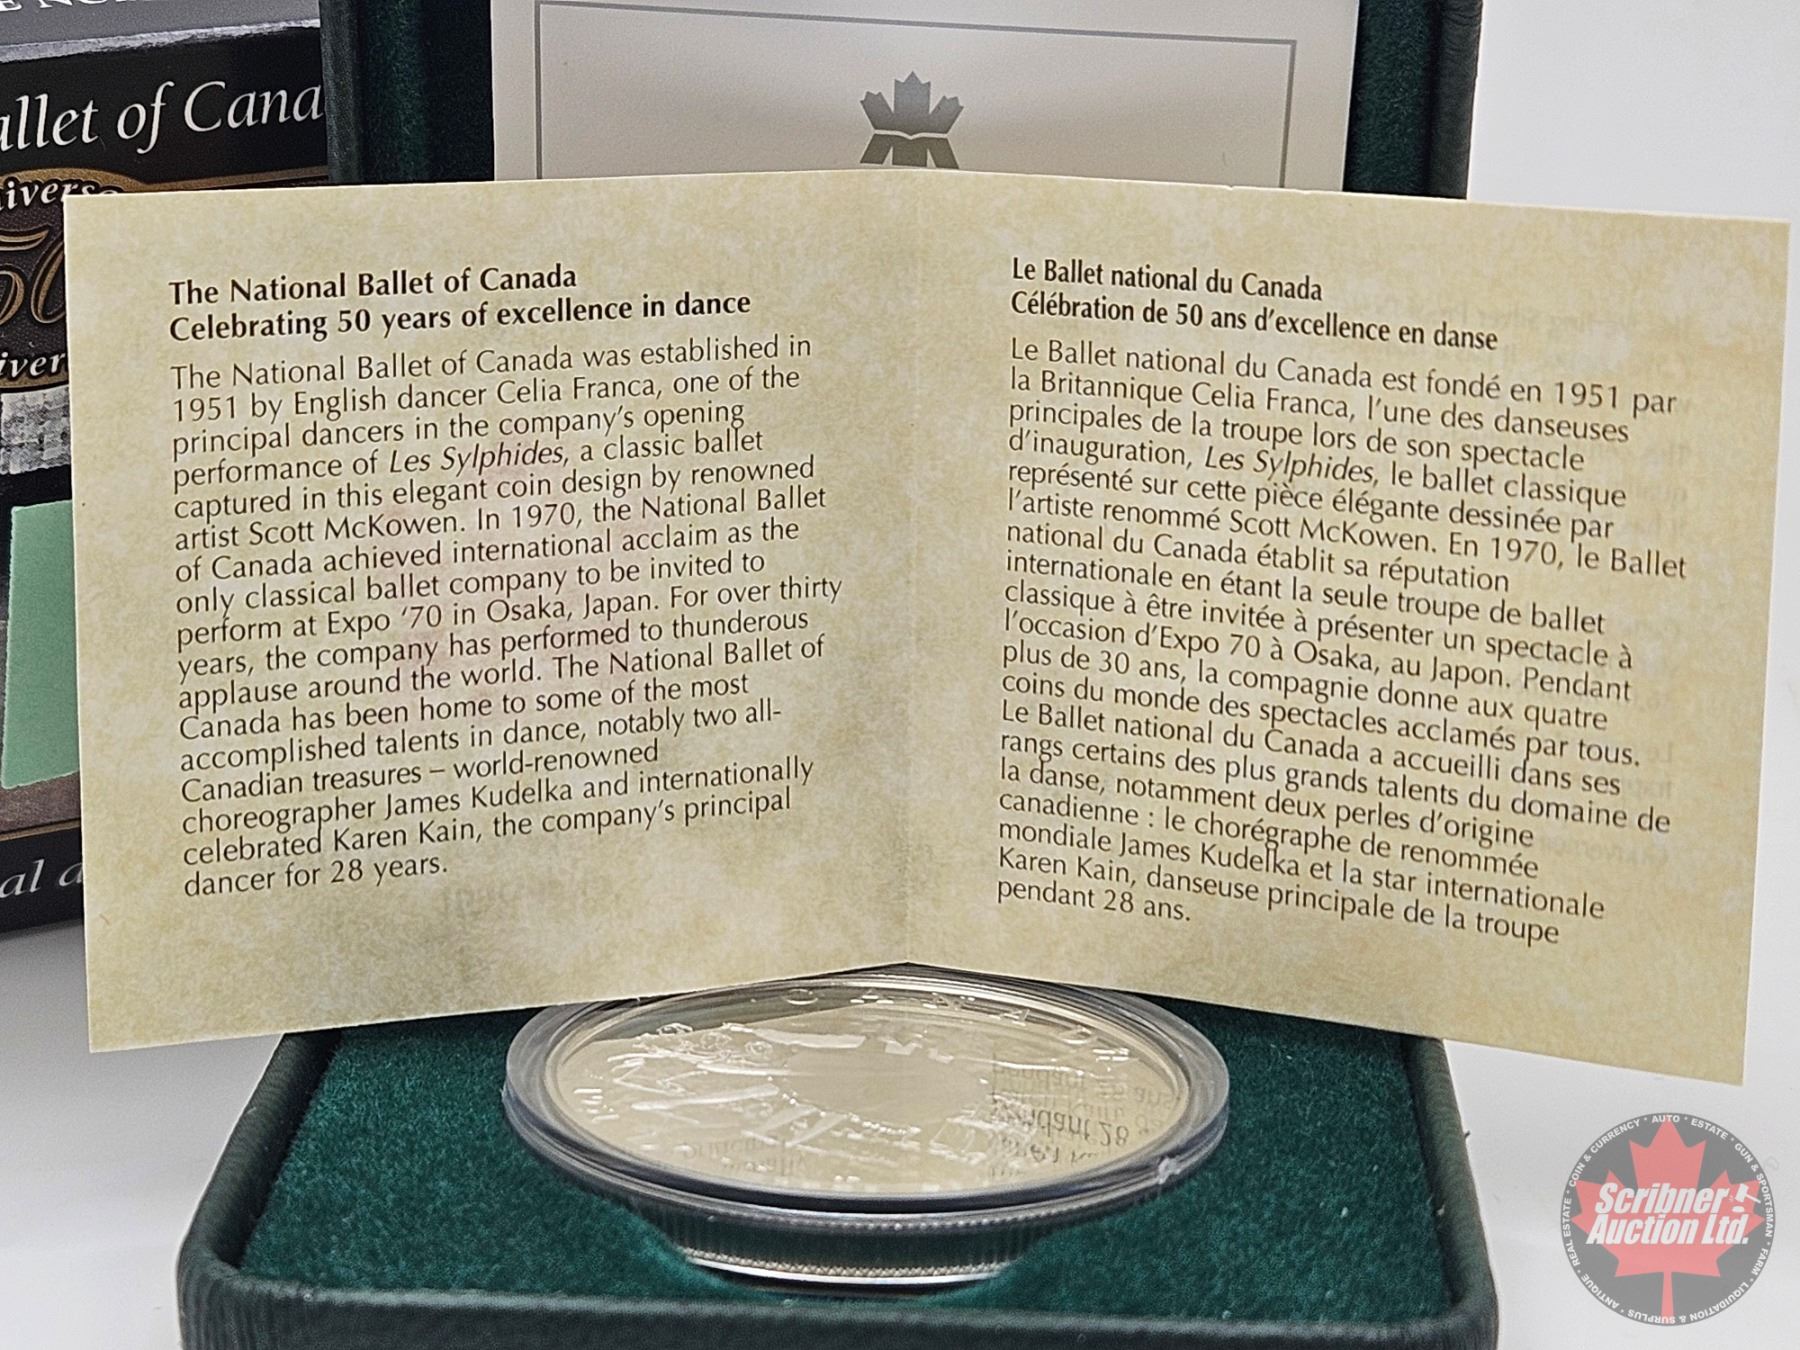 allet of Cana
The National Ballet of Canada
Celebrating 50 years of excellence in dance
The National Ballet of Canada was established in
1951 by English dancer Celia Franca, one of the
principal dancers in the company's opening
performance of Les Sylphides, a classic ballet
captured in this elegant coin design by renowned
artist Scott McKowen. In 1970, the National Ballet
of Canada achieved international acclaim as the
only classical ballet company to be invited to
perform at Expo '70 in Osaka, Japan. For over thirty
years, the company has performed to thunderous
applause around the world. The National Ballet of
Canada has been home to some of the most
accomplished talents in dance, notably two all-
Canadian treasures – world-renowned
choreographer James Kudelka and internationally
celebrated Karen Kain, the company's principal
dancer for 28 years.
Le Ballet national du Canada
Célébration de 50 ans d'excellence en danse
Le Ballet national du Canada est fondé en 1951 par
la Britannique Celia Franca, l'une des danseuses
principales de la troupe lors de son spectacle
d'inauguration, Les Sylphides, le ballet classique
représenté sur cette pièce élégante dessinée par
l'artiste renommé Scott McKowen. En 1970, le Ballet
national du Canada établit sa réputation
internationale en étant la seule troupe de ballet
classique à être invitée à présenter un spectacle à
l'occasion d'Expo 70 à Osaka, au Japon. Pendant
plus de 30 ans, la compagnie donne aux quatre
coins du monde des spectacles acclamés par tous.
Le Ballet national du Canada a accueilli dans ses
rangs certains des plus grands talents du domaine de
la danse, notamment deux perles d'origine
canadienne : le chorégraphe de renommée
mondiale James Kudelka et la star internationale
Karen Kain, danseuse principale de la troupe
pendant 28 ans.
CANAD
Scribner
Auction Ltd.
ANTIQUE • REAL ESTATE • COIN & CURRENCY • AUTO • ESTATE • GUN & SPORTSMAN • FARM • LIQUIDATION & SURPLUS